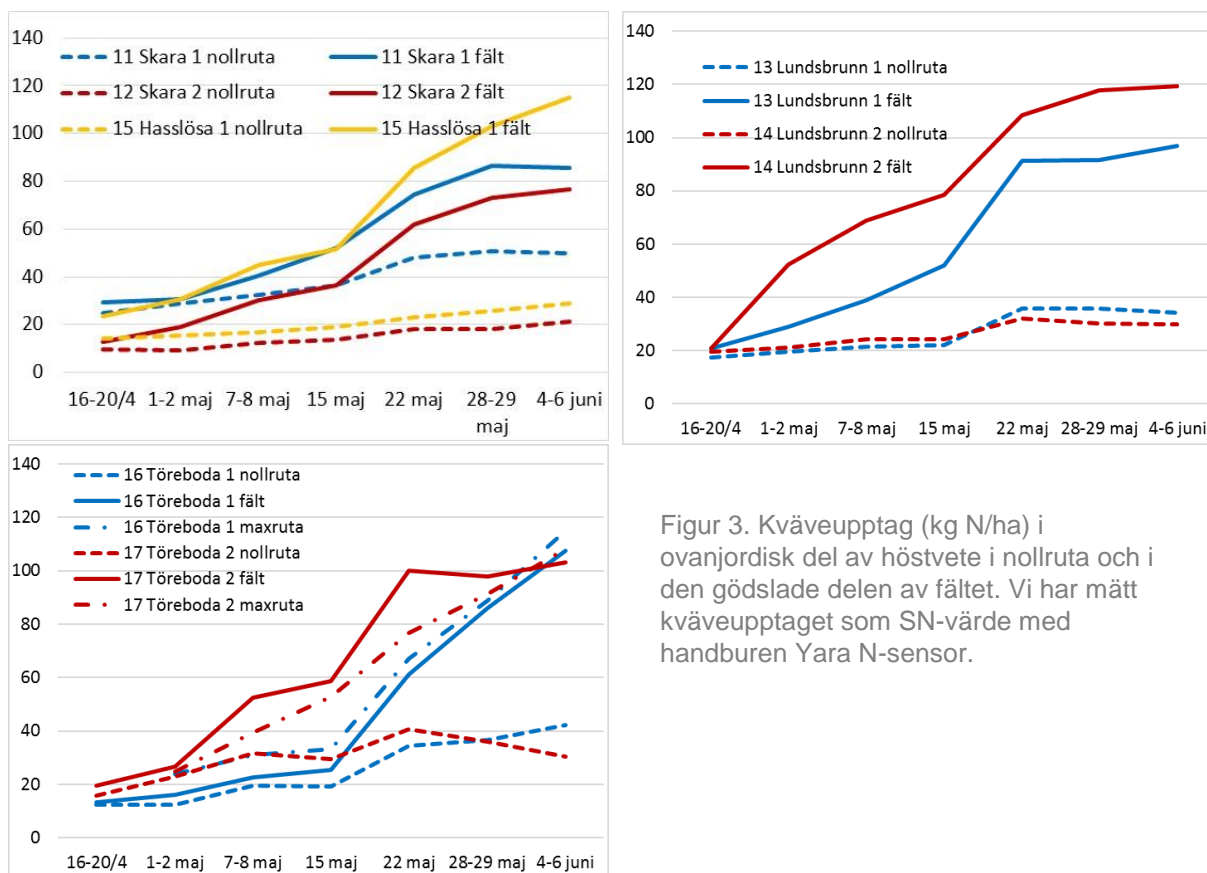 140
120
100
80
60
40
20
0
11 Skara 1 nollruta 11 Skara 1 fält
12 Skara 2 nollruta 12 Skara 2 fält
15 Hasslösa 1 nollruta 15 Hasslösa 1 fält
16-20/4 1-2 maj 7-8 maj 15 maj 22 maj 28-29 maj 4-6 juni
140
120
100
80
60
40
20
0
13 Lundsbrunn 1 nollruta
13 Lundsbrunn 1 fält
14 Lundsbrunn 2 nollruta
14 Lundsbrunn 2 fält
16-20/4 1-2 maj 7-8 maj 15 maj 22 maj 28-29 maj 4-6 juni
140
120
100
80
60
40
20
0
16 Töreboda 1 nollruta
16 Töreboda 1 fält
16 Töreboda 1 maxruta
17 Töreboda 2 nollruta
17 Töreboda 2 fält
17 Töreboda 2 maxruta
16-20/4 1-2 maj 7-8 maj 15 maj 22 maj 28-29 maj 4-6 juni
Figur 3. Kväveupptag (kg N/ha) i
ovanjordisk del av höstvete i nollruta och i
den gödslade delen av fältet. Vi har mätt
kväveupptaget som SN-värde med
handburen Yara N-sensor.